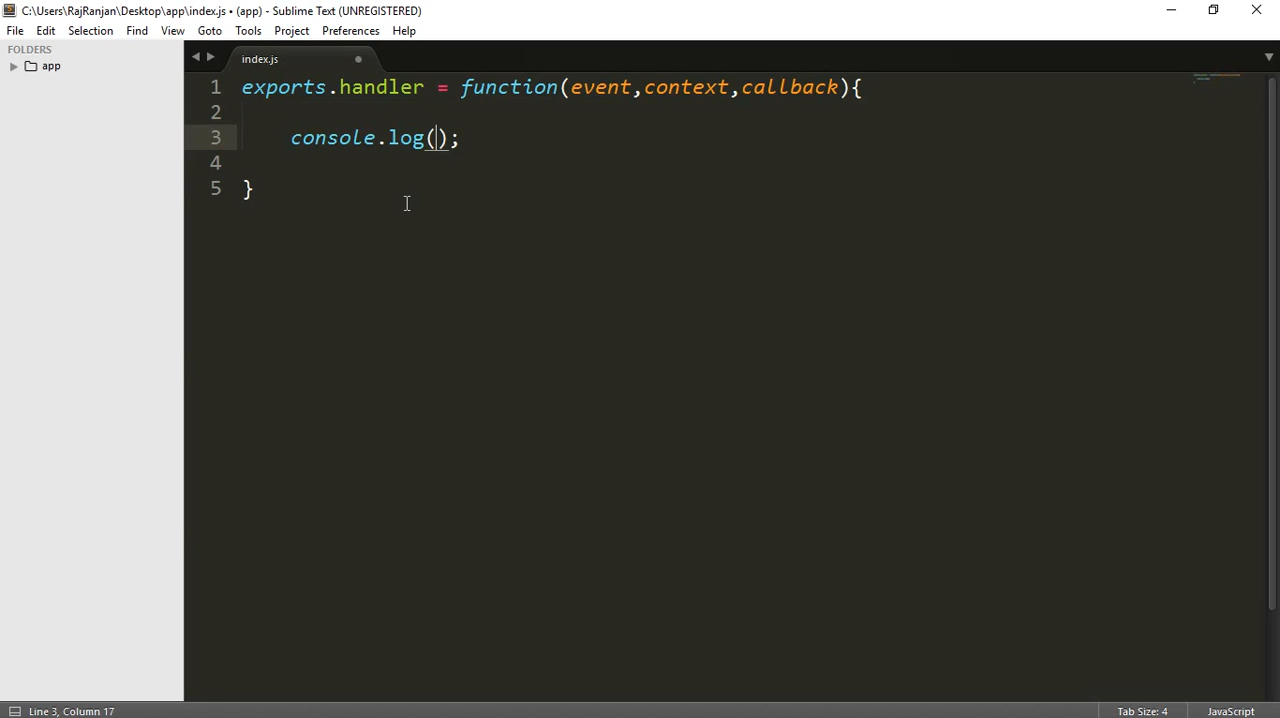 C:\Users\RajRanjan\Desktop\app\index.js • (app) - Sublime Text (UNREGISTERED)
File Edit Selection Find View Goto Tools Project Preferences Help
FOLDERS
app
index.js
1 exports.handler = function(event,context,callback){
2
3 console.log();
4
5 }
Line 3, Column 17
Tab Size: 4
JavaScript